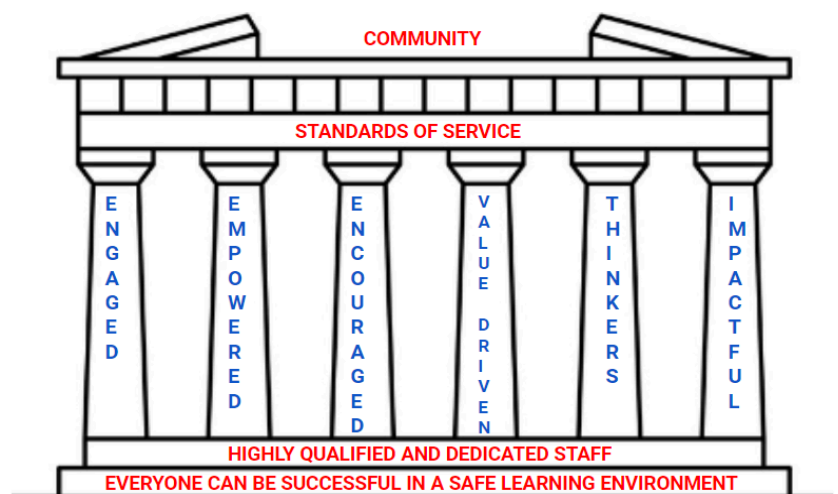 COMMUNITY
STANDARDS OF SERVICE
ENGAGED
EMPOWERED
ENCOURAGED
VALUE DRIVEN
THINKERS
IMPACTFUL
HIGHLY QUALIFIED AND DEDICATED STAFF
EVERYONE CAN BE SUCCESSFUL IN A SAFE LEARNING ENVIRONMENT